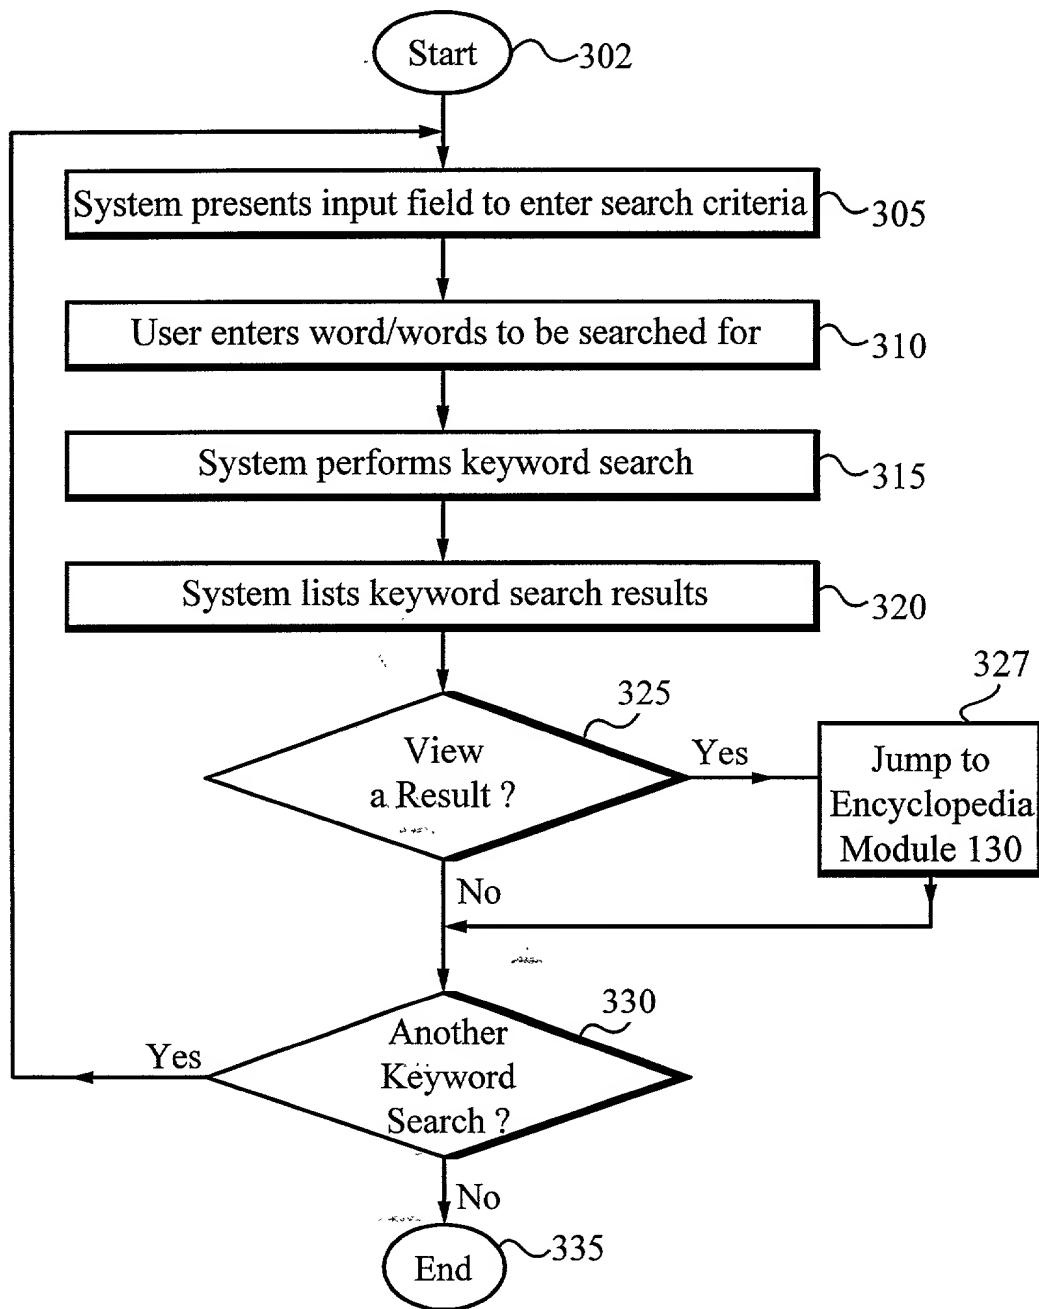 Start
302
System presents input field to enter search criteria
305
User enters word/words to be searched for
310
System performs keyword search
315
System lists keyword search results
320
325
327
View
a Result ?
Yes
Jump to
Encyclopedia
Module 130
No
330
Another
Keyword
Search ?
Yes
No
335
End